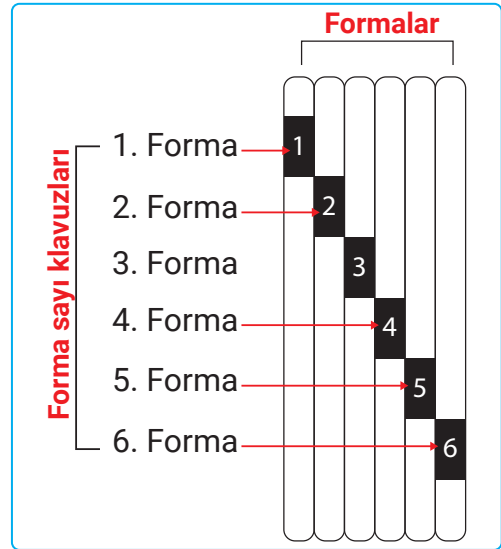 Formalar
Forma sayı klavuzları
1. Forma
1
2. Forma
2
3. Forma
3
4. Forma
4
5. Forma
5
6. Forma
6